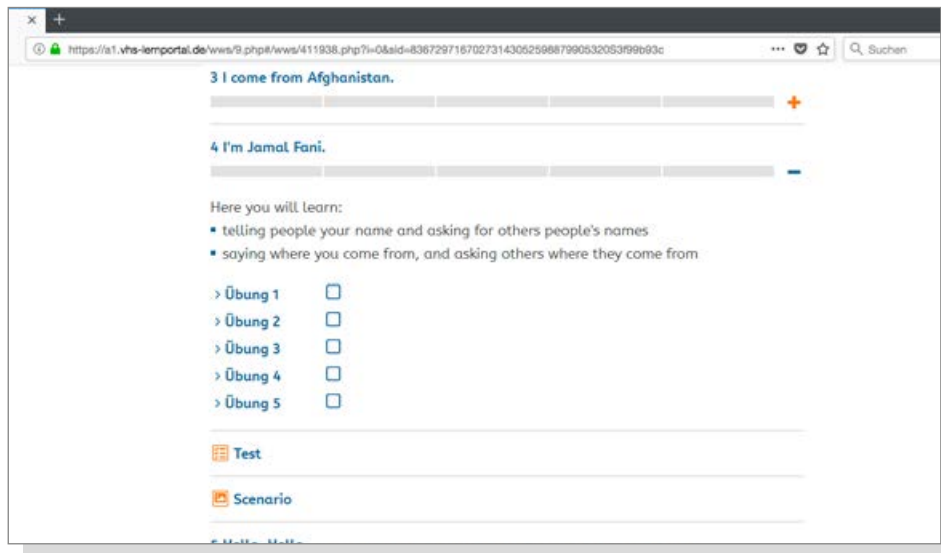 https://a1.vhs-lernportal.de/wws/9.php#/wws/411938.php?i=0&sid=
Suchen
3 I come from Afghanistan.
4 I'm Jamal Fani.
Here you will learn:
telling people your name and asking for others people's names
saying where you come from, and asking others where they come from
Übung 1
Übung 2
Übung 3
Übung 4
Übung 5
Test
Scenario